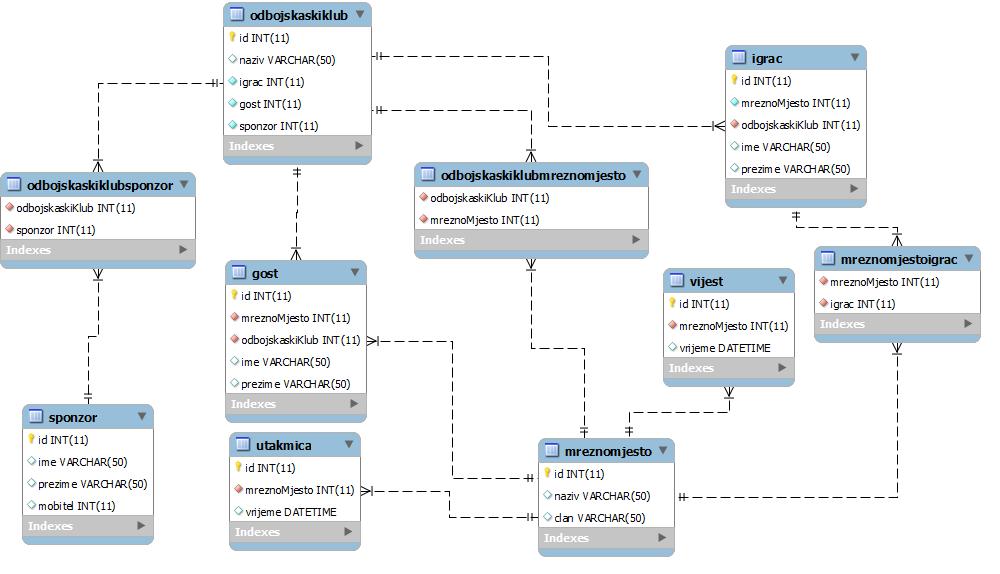 odbojskaskiklub
id INT(11)
naziv VARCHAR(50)
igrac INT(11)
gost INT(11)
sponzor INT(11)
Indexes
igrac
id INT(11)
mreznoMjesto INT(11)
odbojskaskiKlub INT(11)
ime VARCHAR(50)
prezime VARCHAR(50)
Indexes
odbojskaskiklubsponzor
odbojskaskiKlub INT(11)
sponzor INT(11)
Indexes
odbojskaskiklubmreznomjesto
odbojskaskiKlub INT(11)
mreznoMjesto INT(11)
Indexes
gost
id INT(11)
mreznoMjesto INT(11)
odbojskaskiKlub INT(11)
ime VARCHAR(50)
prezime VARCHAR(50)
Indexes
vijest
id INT(11)
mreznoMjesto INT(11)
vrijeme DATETIME
Indexes
mreznomjestoigrac
mreznoMjesto INT(11)
igrac INT(11)
Indexes
sponzor
id INT(11)
ime VARCHAR(50)
prezime VARCHAR(50)
mobitel INT(11)
Indexes
utakmica
id INT(11)
mreznoMjesto INT(11)
vrijeme DATETIME
Indexes
mreznomjesto
id INT(11)
naziv VARCHAR(50)
clan VARCHAR(50)
Indexes